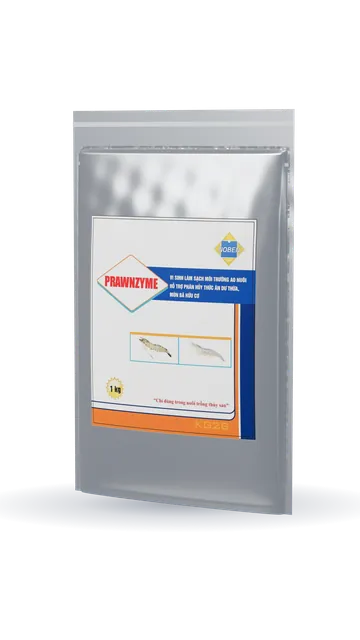 IOBEL
PRAWNZYME
VI SINH LÀM SẠCH MÔI TRƯỜNG AO NUÔI
HỖ TRỢ PHÂN HỦY THỨC ĂN DƯ THỪA,
MÙN BÃ HỮU CƠ
1 kg
"Chỉ dùng trong nuôi trồng thủy sản"